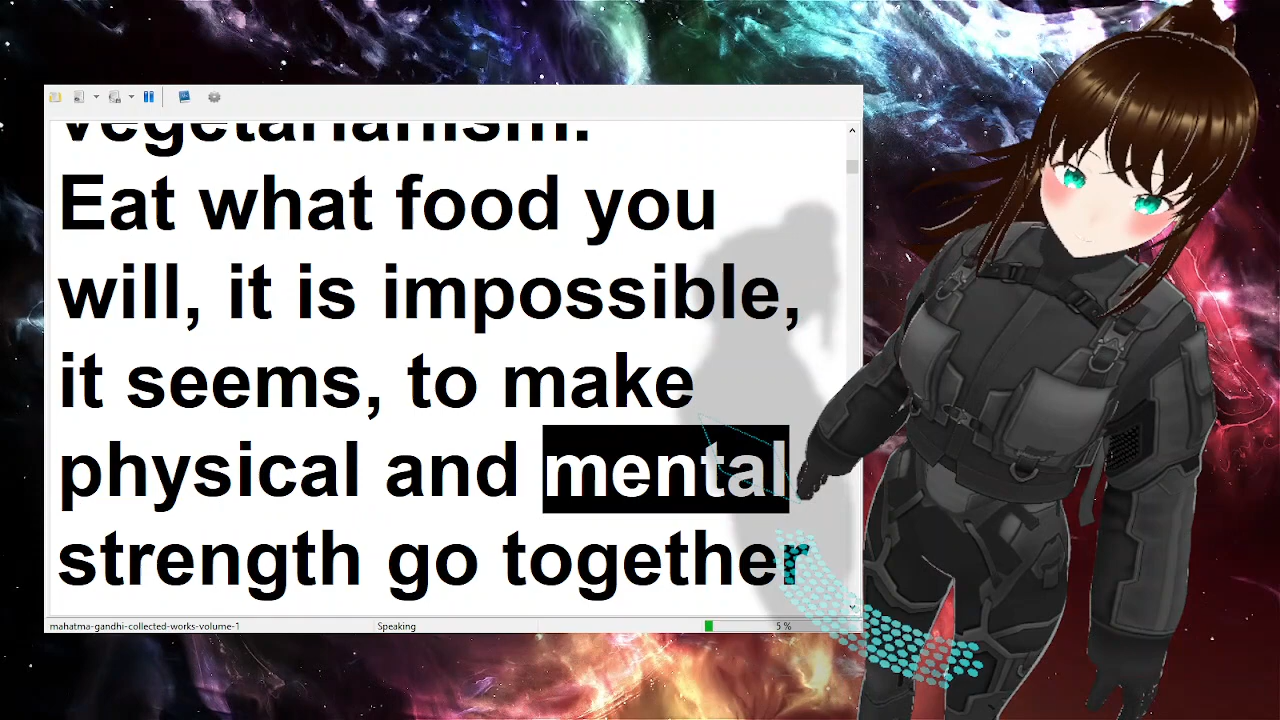 vegetarianism.
Eat what food you
will, it is impossible,
it seems, to make
physical and mental
strength go together
mahatma-gandhi-collected-works-volume-1 Speaking 5 %